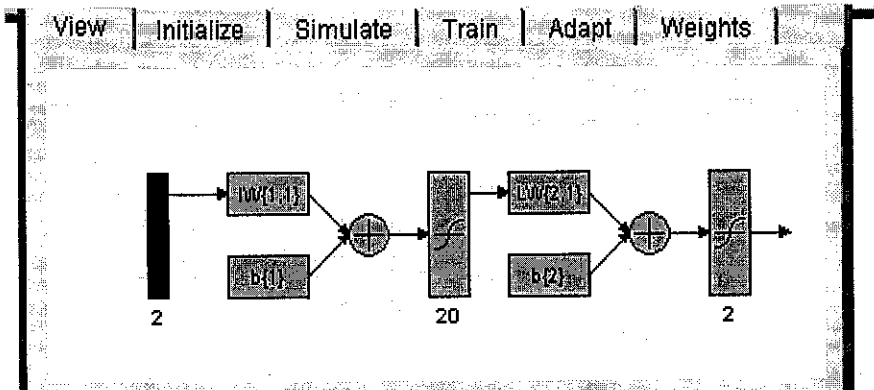 View Initialize Simulate Train Adapt Weights
IW{1,1} LW{2,1}
b{1} b{2}
2 20 2